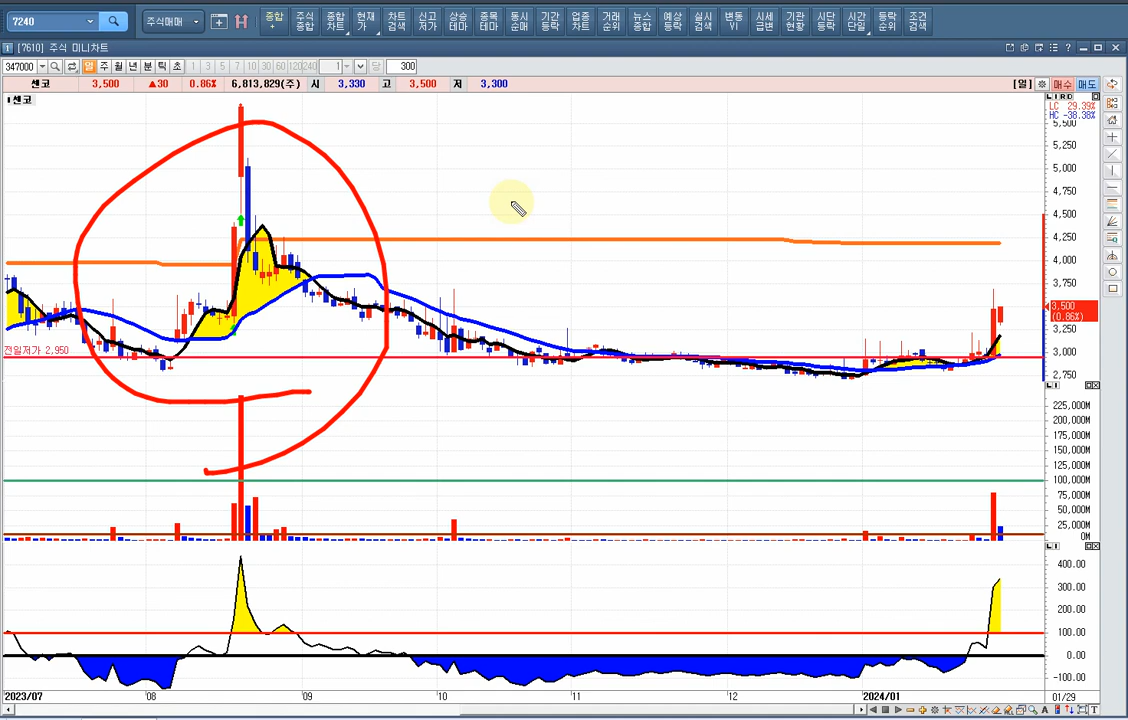 7240 주식매매 종합 + 주식종합 종합차트 현재가 차트검색 신고저가 상승테마 종목테마 동시순매 기간등락 업종차트 거래순위 뉴스종합 예상등락 실시검색 변동VI 시세급변 기관현황 시단등락 시간단일 등락순위 조건검색
1 [7610] 주식 미니차트
347000 일 주 월 년 분 틱 초 1 3 5 7 10 30 60 120 240 1 당 300
센코 3,500 ▲30 0.86% 6,813,829(주) 시 3,330 고 3,500 저 3,300 [일] 매수 매도
센코
LC 29.39%
HC -38.38%
5,500
5,250
5,000
4,750
4,500
4,250
4,000
3,750
3,500
(0.86%)
3,250
전일저가 2,950
3,000
2,750
225,000M
200,000M
175,000M
150,000M
125,000M
100,000M
75,000M
50,000M
25,000M
0M
400.00
300.00
200.00
100.00
0.00
-100.00
2023/07 08 09 10 11 12 2024/01 01/29